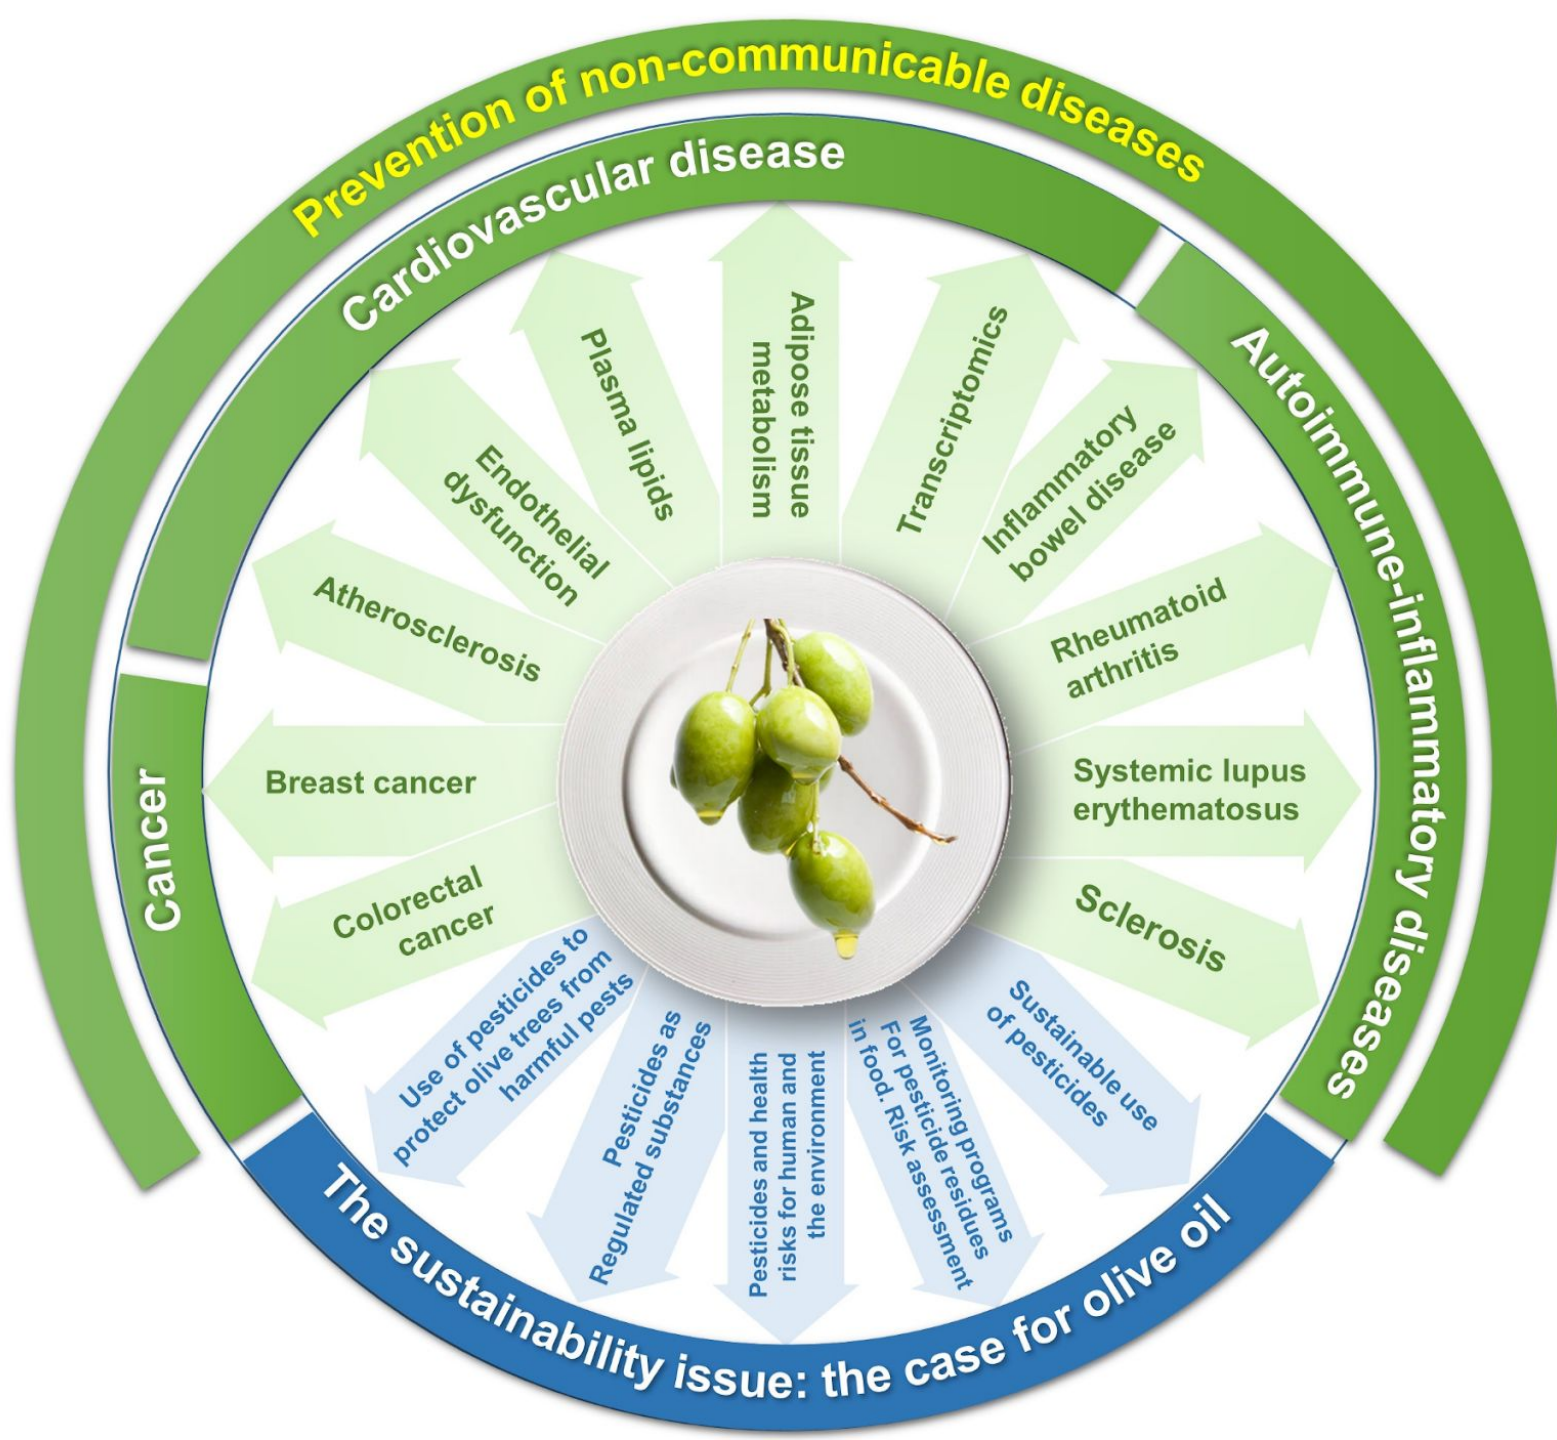 Prevention of non-communicable diseases
Cardiovascular disease
Autoimmune-inflammatory diseases
Cancer
The sustainability issue: the case for olive oil
Atherosclerosis
Endothelial
dysfunction
Plasma lipids
Adipose tissue
metabolism
Transcriptomics
Inflammatory
bowel disease
Rheumatoid
arthritis
Systemic lupus
erythematosus
Sclerosis
Breast cancer
Colorectal
cancer
Use of pesticides to
protect olive trees from
harmful pests
Pesticides as
Regulated substances
Pesticides and health
risks for human and
the environment
Monitoring programs
For pesticide residues
in food. Risk assessment
Sustainable use
of pesticides